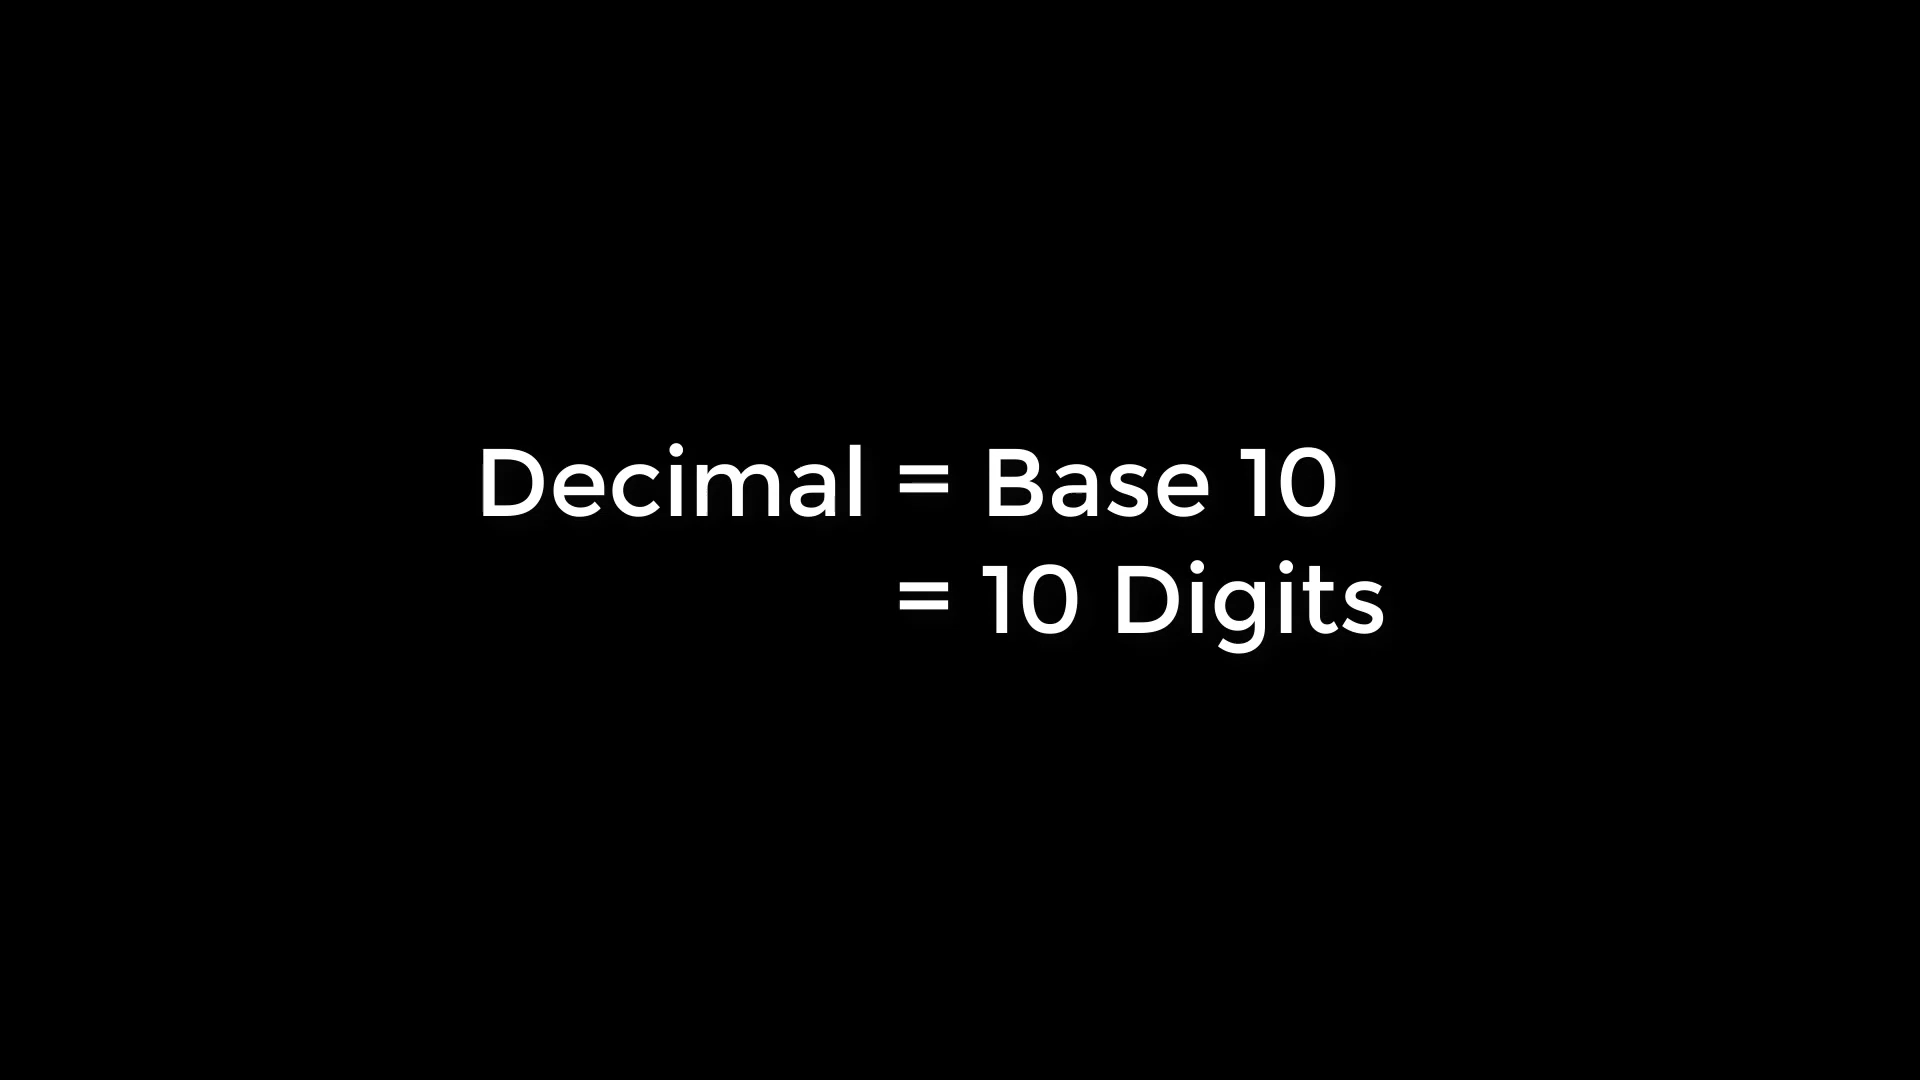 Decimal = Base 10
= 10 Digits